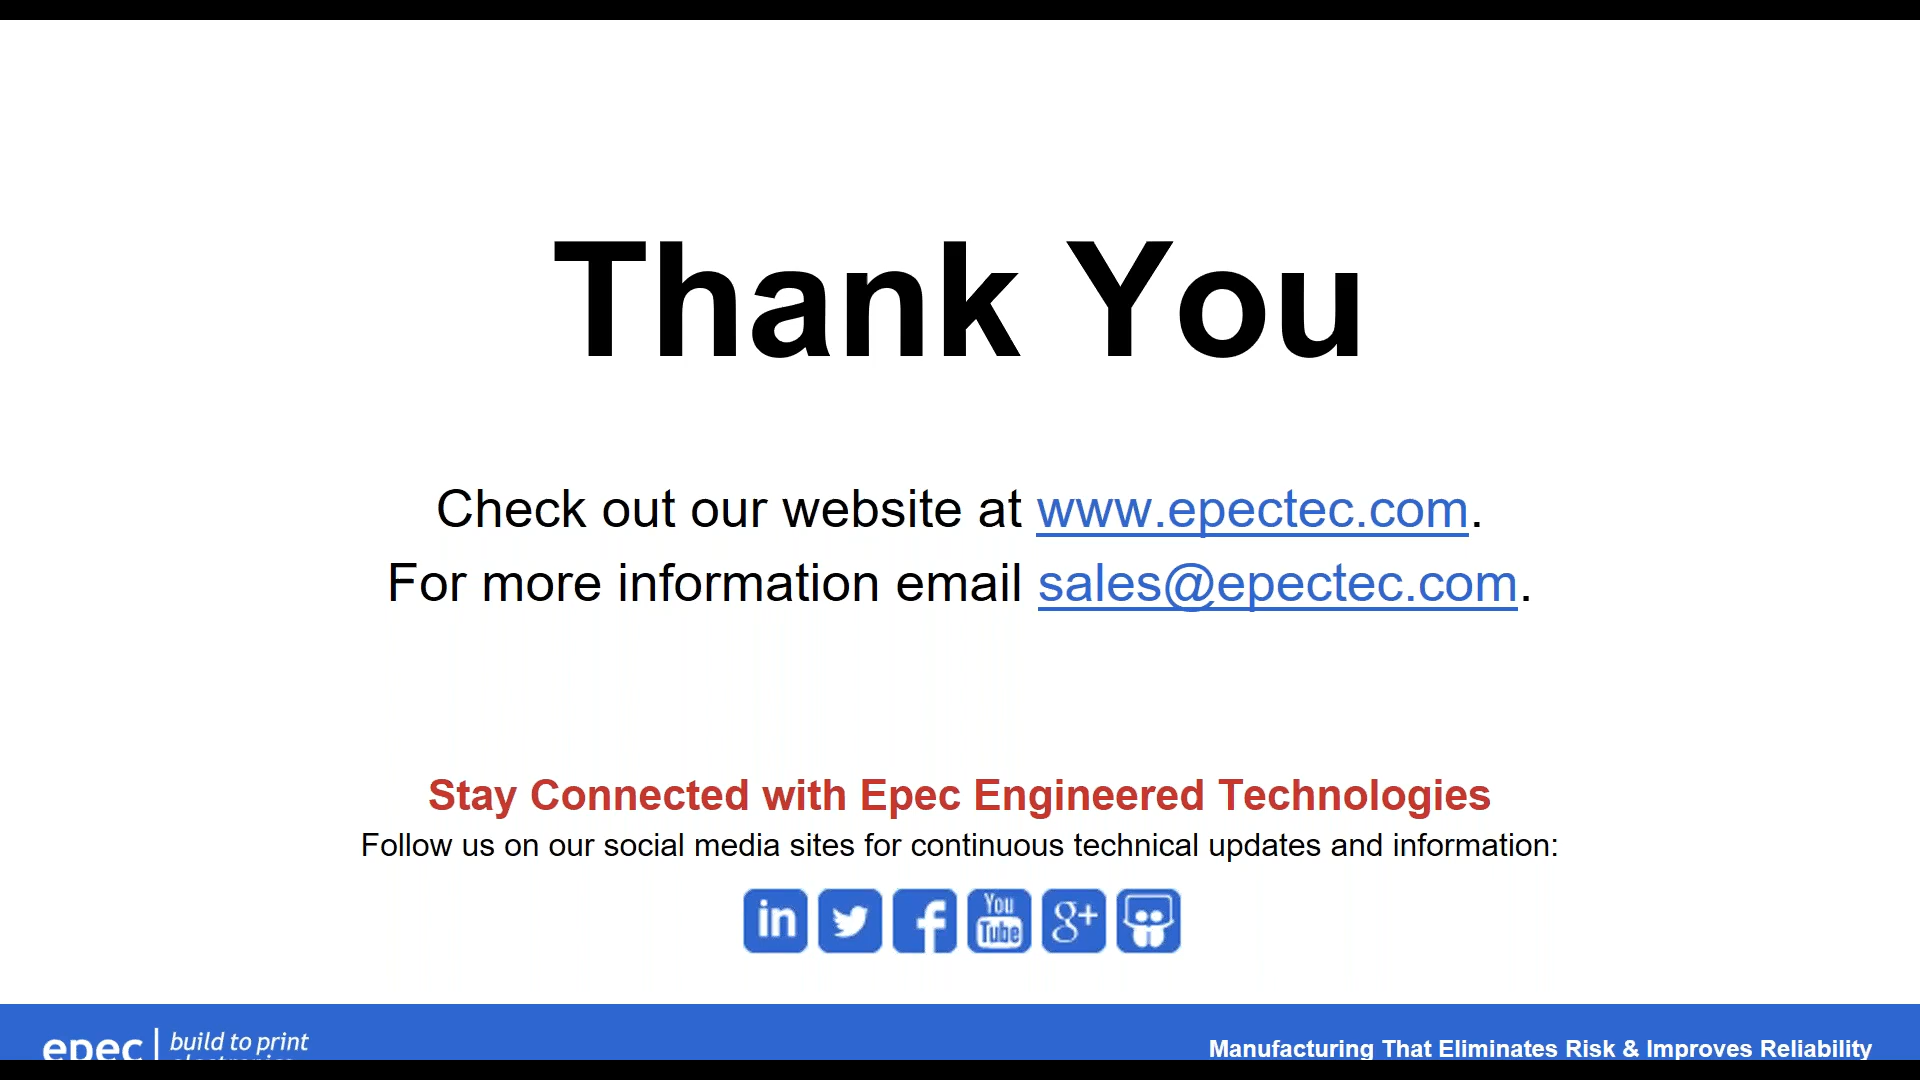 Thank You
Check out our website at www.epectec.com.
For more information email sales@epectec.com.
Stay Connected with Epec Engineered Technologies
Follow us on our social media sites for continuous technical updates and information:
in f You Tube g+
epec | build to print
Manufacturing That Eliminates Risk & Improves Reliability